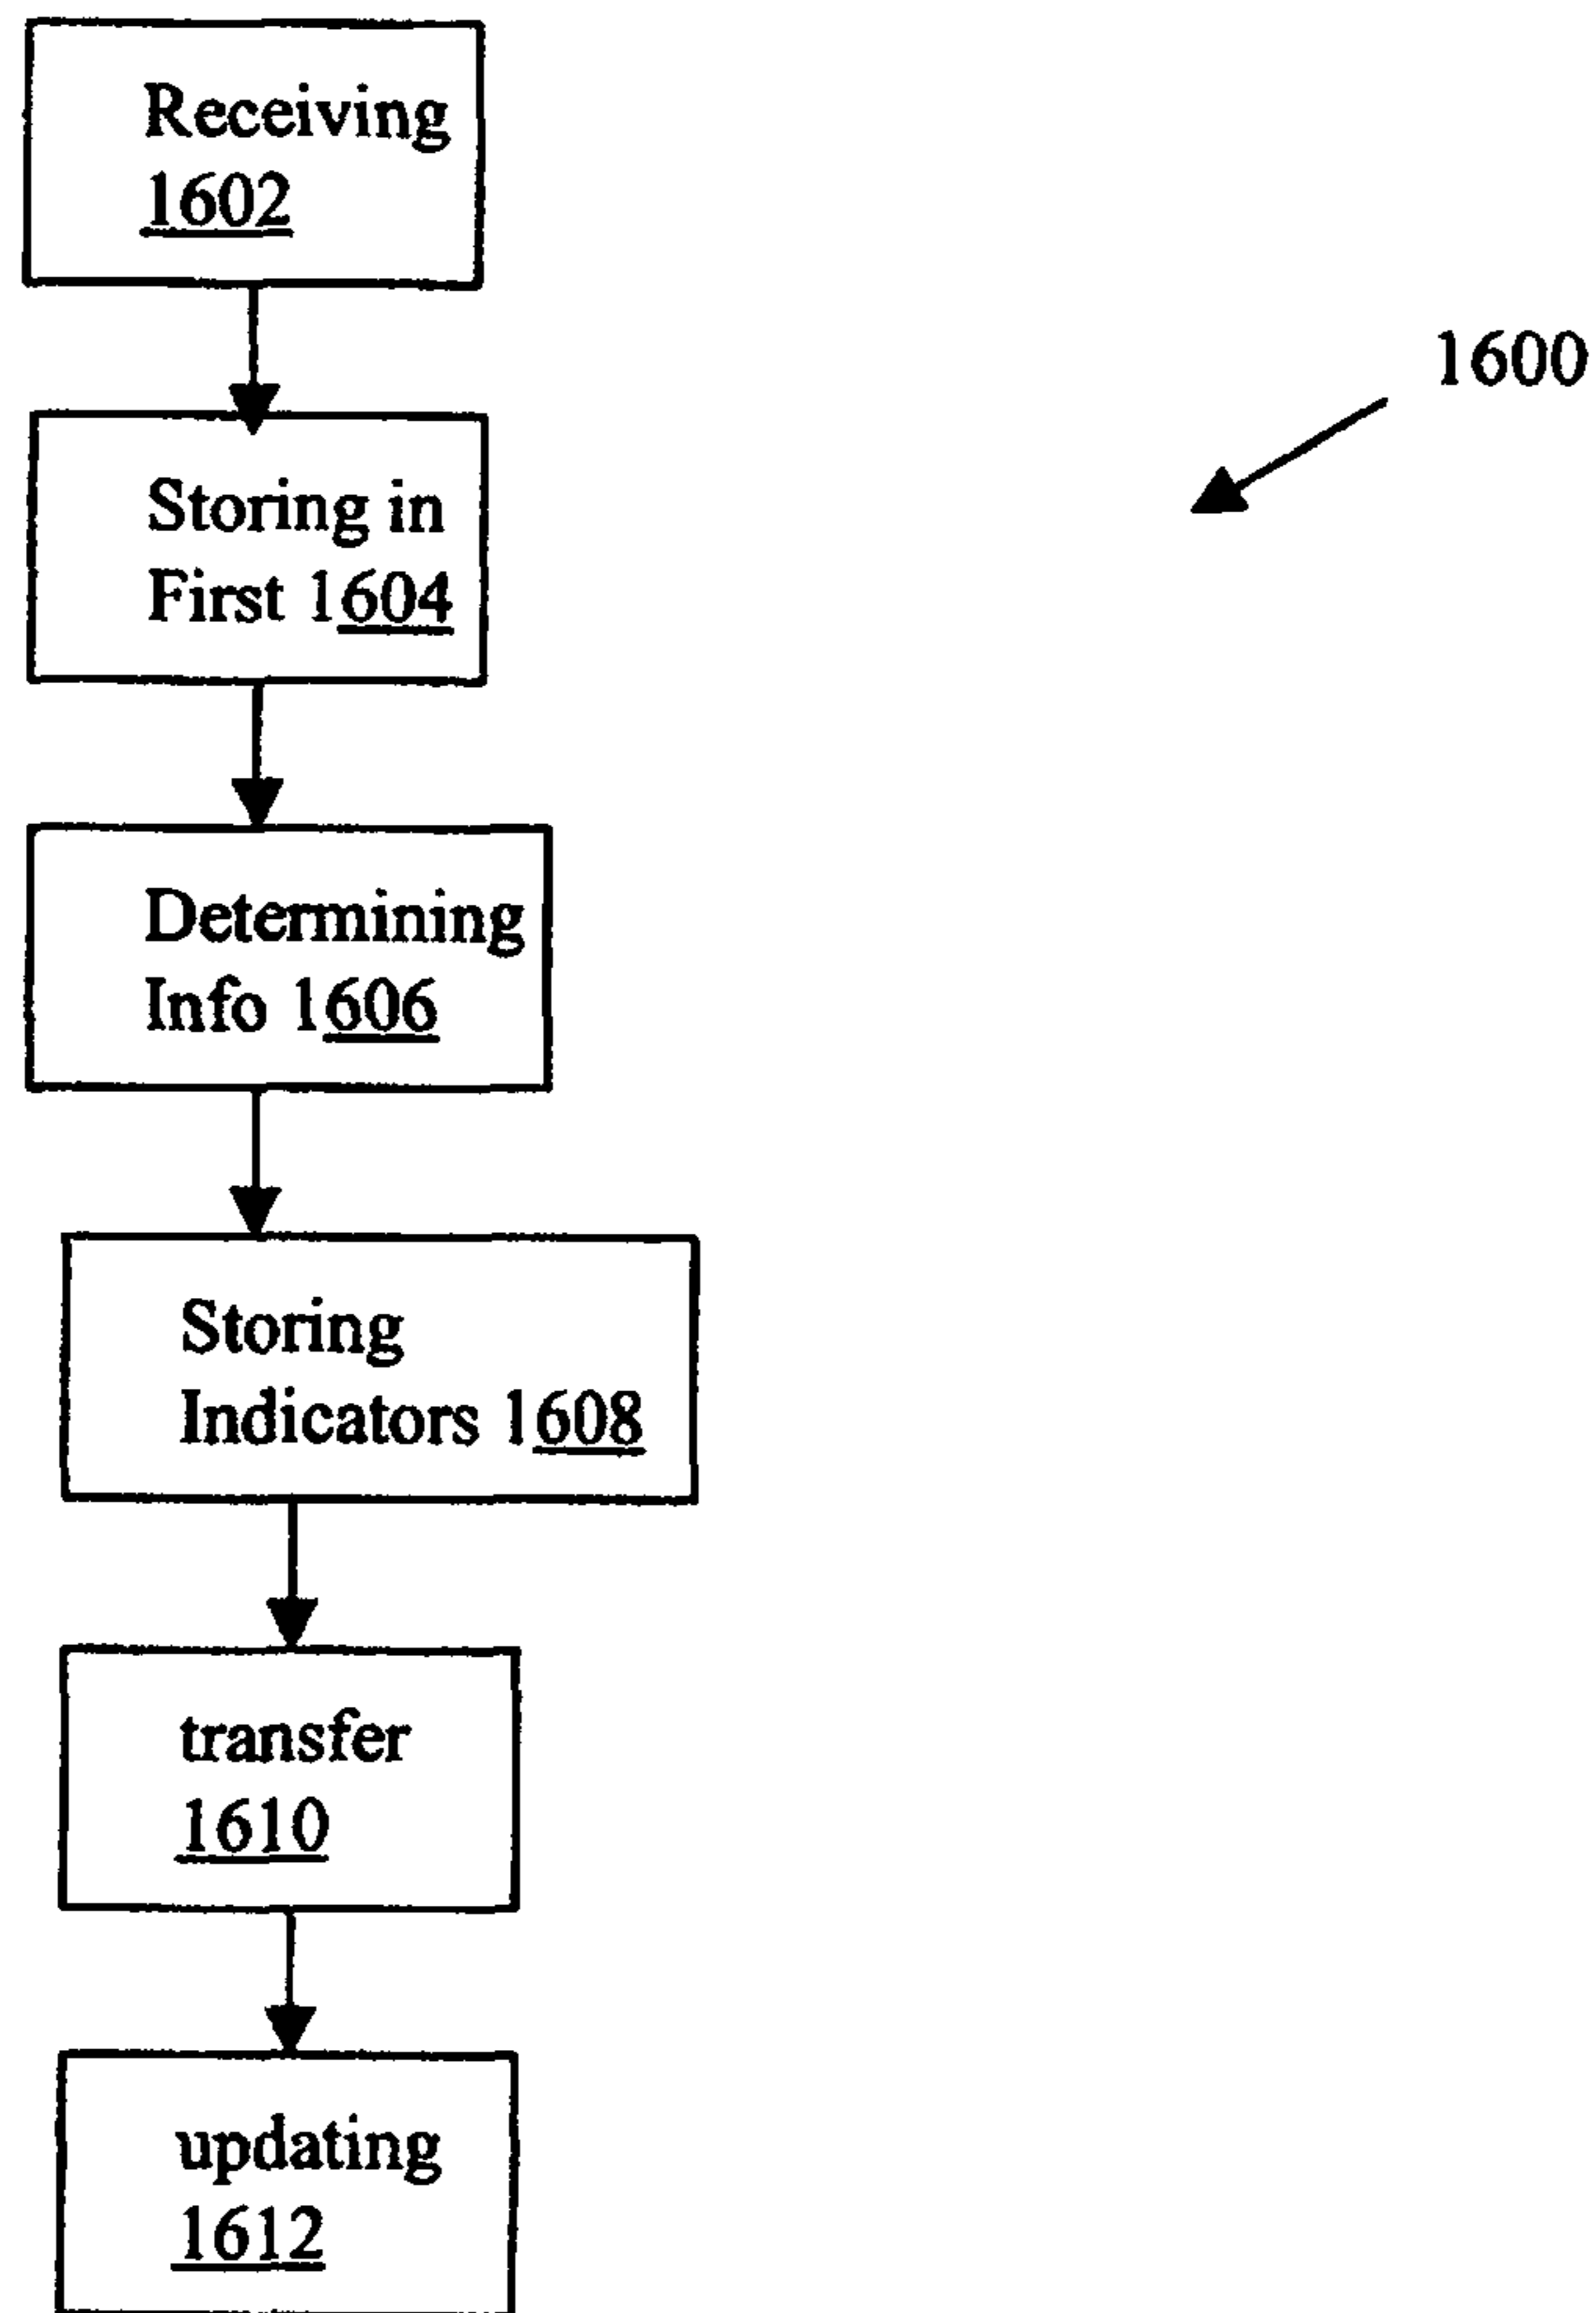 Receiving
1602
1600
Storing in
First 1604
Determining
Info 1606
Storing
Indicators 1608
transfer
1610
updating
1612